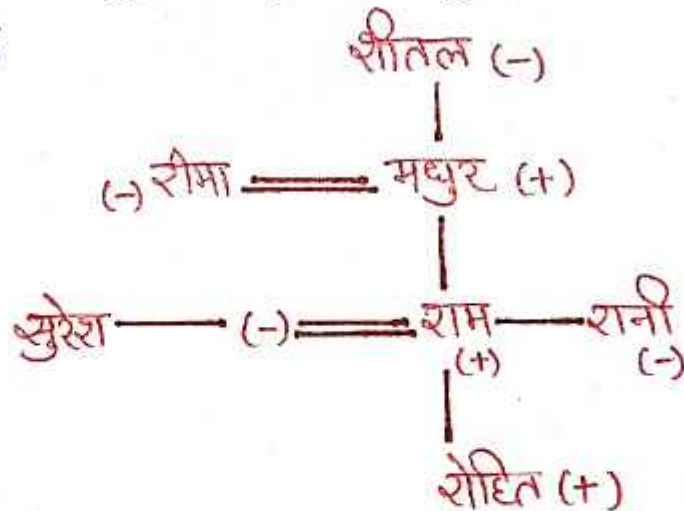 शीतल (-)
(-) रीमा मधुर (+)
सुरेश (-) राम रानी
(+) (-)
रोहित (+)